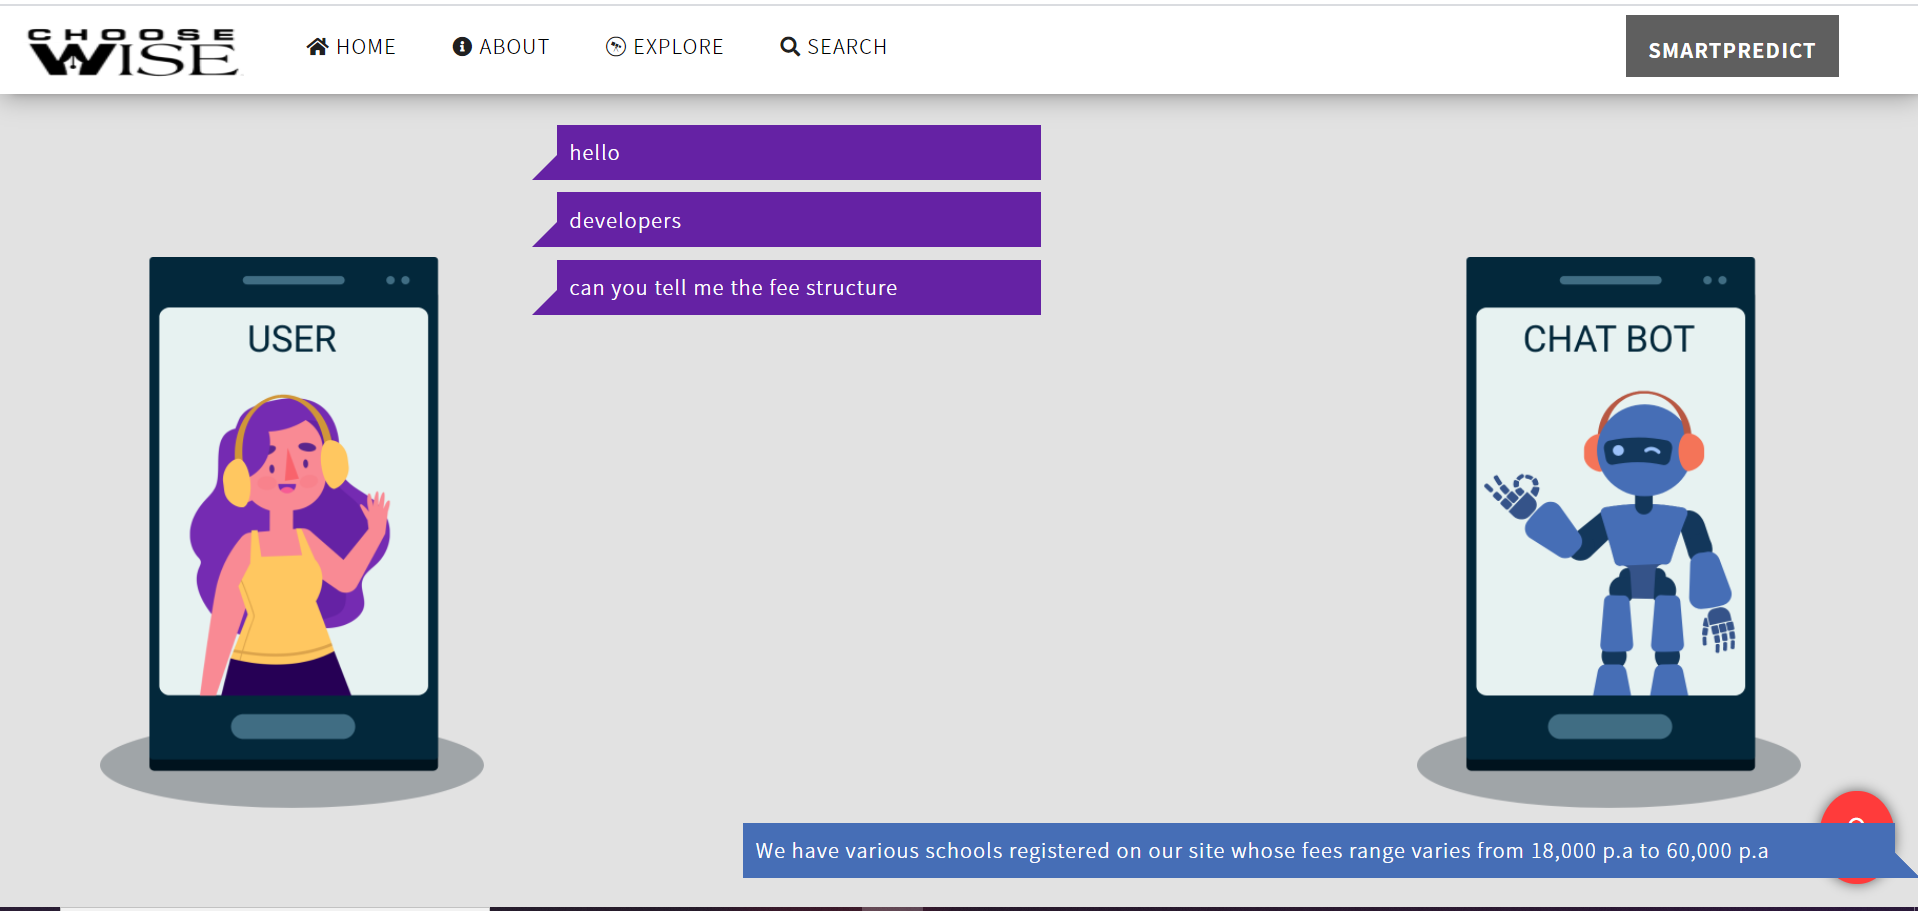 CHOOSE
WISE
HOME
ABOUT
EXPLORE
SEARCH
SMARTPREDICT
hello
developers
can you tell me the fee structure
USER
CHAT BOT
We have various schools registered on our site whose fees range varies from 18,000 p.a to 60,000 p.a